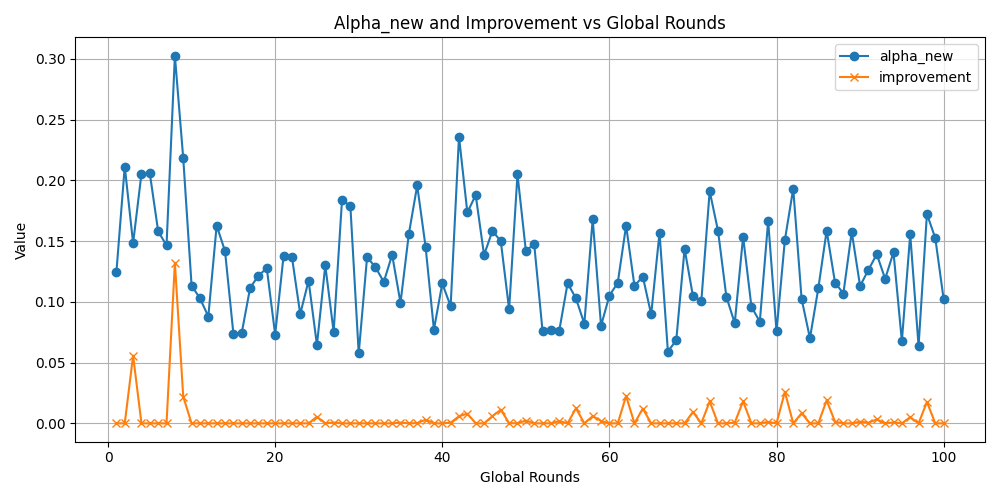 Alpha_new and Improvement vs Global Rounds
alpha_new
improvement
0.30
0.25
0.20
0.15
0.10
0.05
0.00
Value
0 20 40 60 80 100
Global Rounds